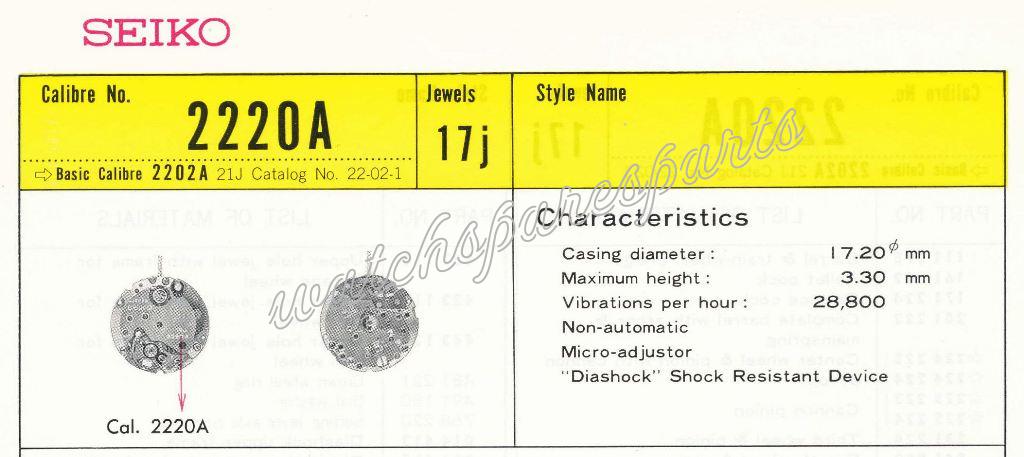 SEIKO
Calibre No.
2220A
⇨ Basic Calibre 2202A 21J Catalog No. 22-02-1
Jewels
17j
Style Name
Characteristics
Casing diameter : 17.20ø mm
Maximum height : 3.30 mm
Vibrations per hour : 28,800
Non-automatic
Micro-adjustor
"Diashock" Shock Resistant Device
Cal. 2220A
watchsparesparts